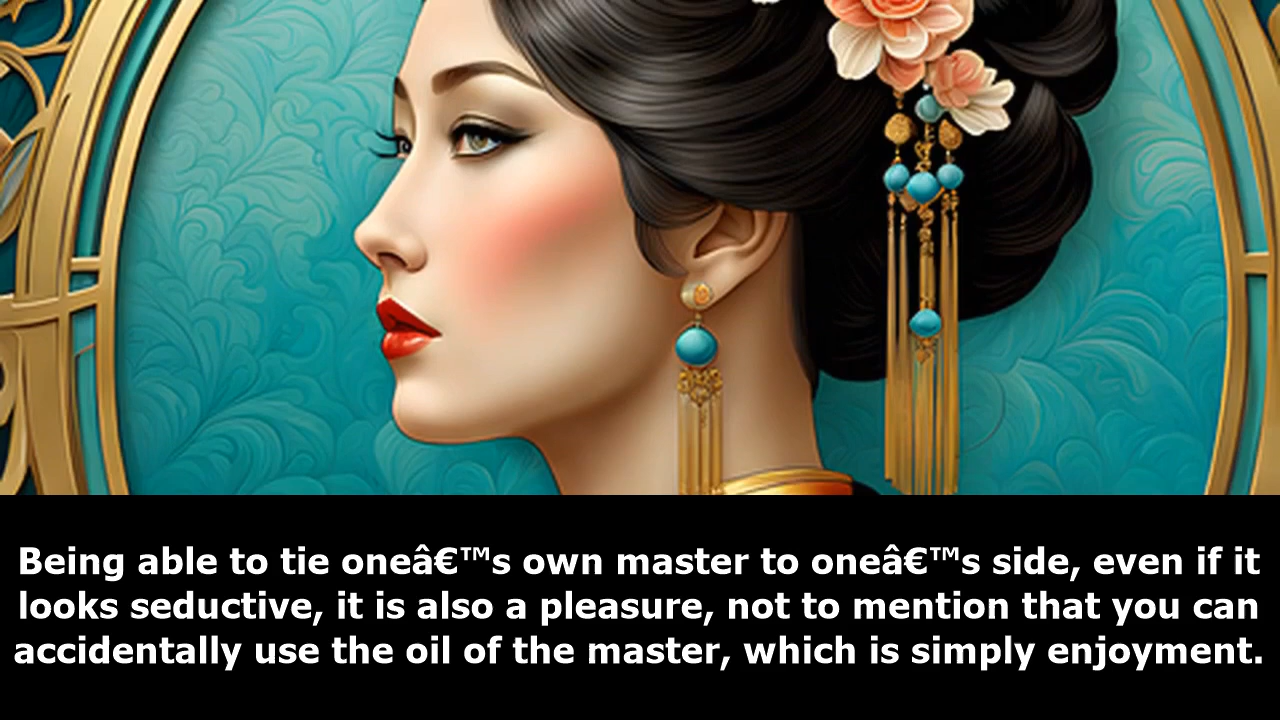 Being able to tie oneâ€™s own master to oneâ€™s side, even if it
looks seductive, it is also a pleasure, not to mention that you can
accidentally use the oil of the master, which is simply enjoyment.